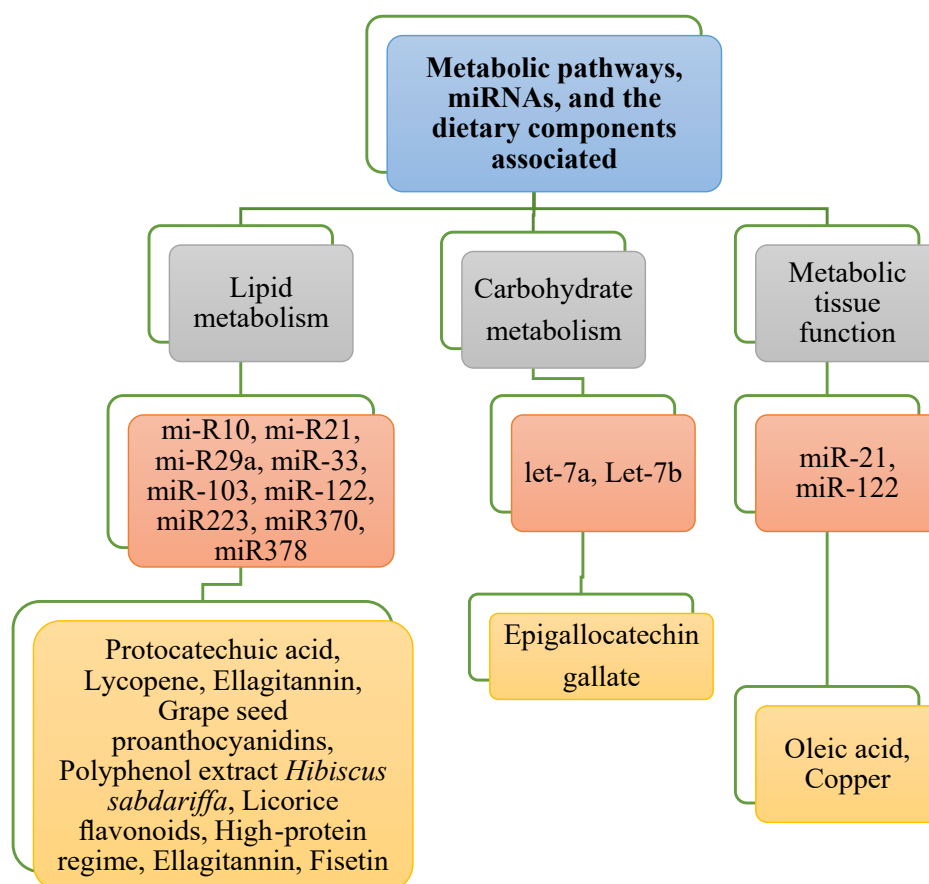 Metabolic pathways,
miRNAs, and the
dietary components
associated
Lipid
metabolism
Carbohydrate
metabolism
Metabolic
tissue
function
mi-R10, mi-R21,
mi-R29a, miR-33,
miR-103, miR-122,
miR223, miR370,
miR378
let-7a, Let-7b
miR-21,
miR-122
Protocatechuic acid,
Lycopene, Ellagitannin,
Grape seed
proanthocyanidins,
Polyphenol extract Hibiscus
sabdariffa, Licorice
flavonoids, High-protein
regime, Ellagitannin, Fisetin
Epigallocatechin
gallate
Oleic acid,
Copper